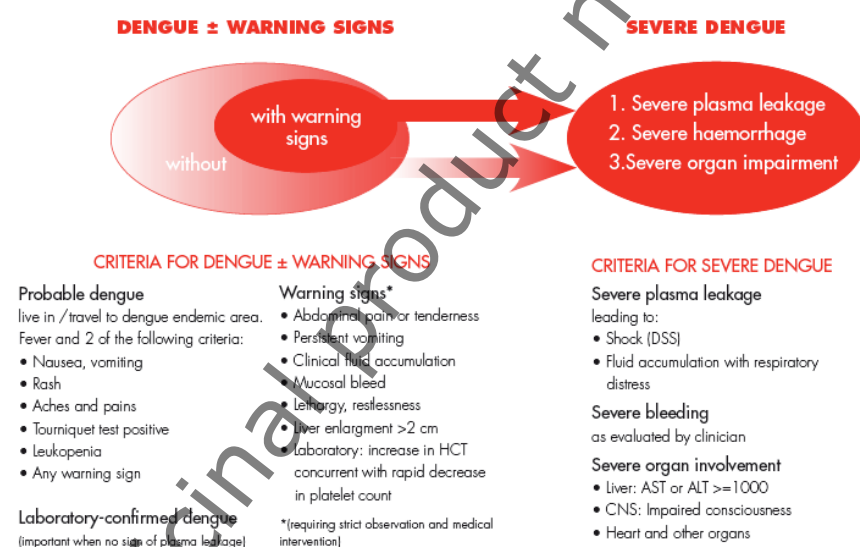 DENGUE ± WARNING SIGNS
SEVERE DENGUE
with warning
signs
without
1. Severe plasma leakage
2. Severe haemorrhage
3.Severe organ impairment
CRITERIA FOR DENGUE ± WARNING SIGNS
Probable dengue
live in /travel to dengue endemic area.
Fever and 2 of the following criteria:
• Nausea, vomiting
• Rash
• Aches and pains
• Tourniquet test positive
• Leukopenia
• Any warning sign
Laboratory-confirmed dengue
(important when no sign of plasma leakage)
Warning signs*
• Abdominal pain or tenderness
• Persistent vomiting
• Clinical fluid accumulation
• Mucosal bleed
• Lethargy, restlessness
• Liver enlargment >2 cm
• Laboratory: increase in HCT
concurrent with rapid decrease
in platelet count
*(requiring strict observation and medical
intervention)
CRITERIA FOR SEVERE DENGUE
Severe plasma leakage
leading to:
• Shock (DSS)
• Fluid accumulation with respiratory
distress
Severe bleeding
as evaluated by clinician
Severe organ involvement
• Liver: AST or ALT >=1000
• CNS: Impaired consciousness
• Heart and other organs
cinal product n